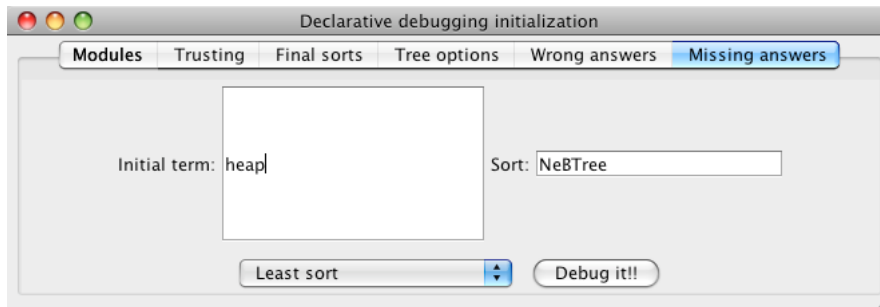 Declarative debugging initialization
Modules Trusting Final sorts Tree options Wrong answers Missing answers
Initial term: heap Sort: NeBTree
Least sort Debug it!!